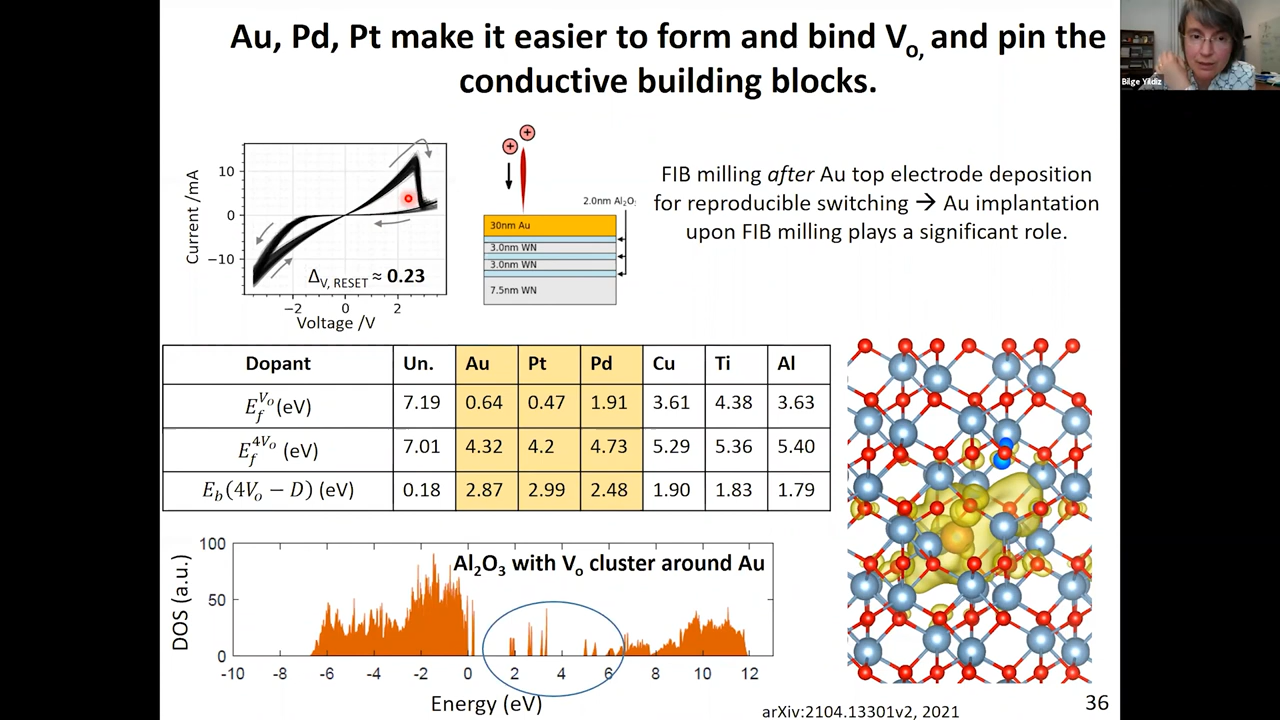 Au, Pd, Pt make it easier to form and bind Vo, and pin the
conductive building blocks.
Bilge Yildiz
Current /mA
10
0
−10
ΔV, RESET ≈ 0.23
−2 0 2
Voltage /V
+
+
2.0nm Al2O3
30nm Au
3.0nm WN
3.0nm WN
7.5nm WN
FIB milling after Au top electrode deposition
for reproducible switching → Au implantation
upon FIB milling plays a significant role.
Dopant Un. Au Pt Pd Cu Ti Al
E_f^Vo (eV) 7.19 0.64 0.47 1.91 3.61 4.38 3.63
E_f^4Vo (eV) 7.01 4.32 4.2 4.73 5.29 5.36 5.40
E_b(4Vo − D) (eV) 0.18 2.87 2.99 2.48 1.90 1.83 1.79
DOS (a.u.)
100
50
0
Al2O3 with Vo cluster around Au
-10 -8 -6 -4 -2 0 2 4 6 8 10 12
Energy (eV)
arXiv:2104.13301v2, 2021
36